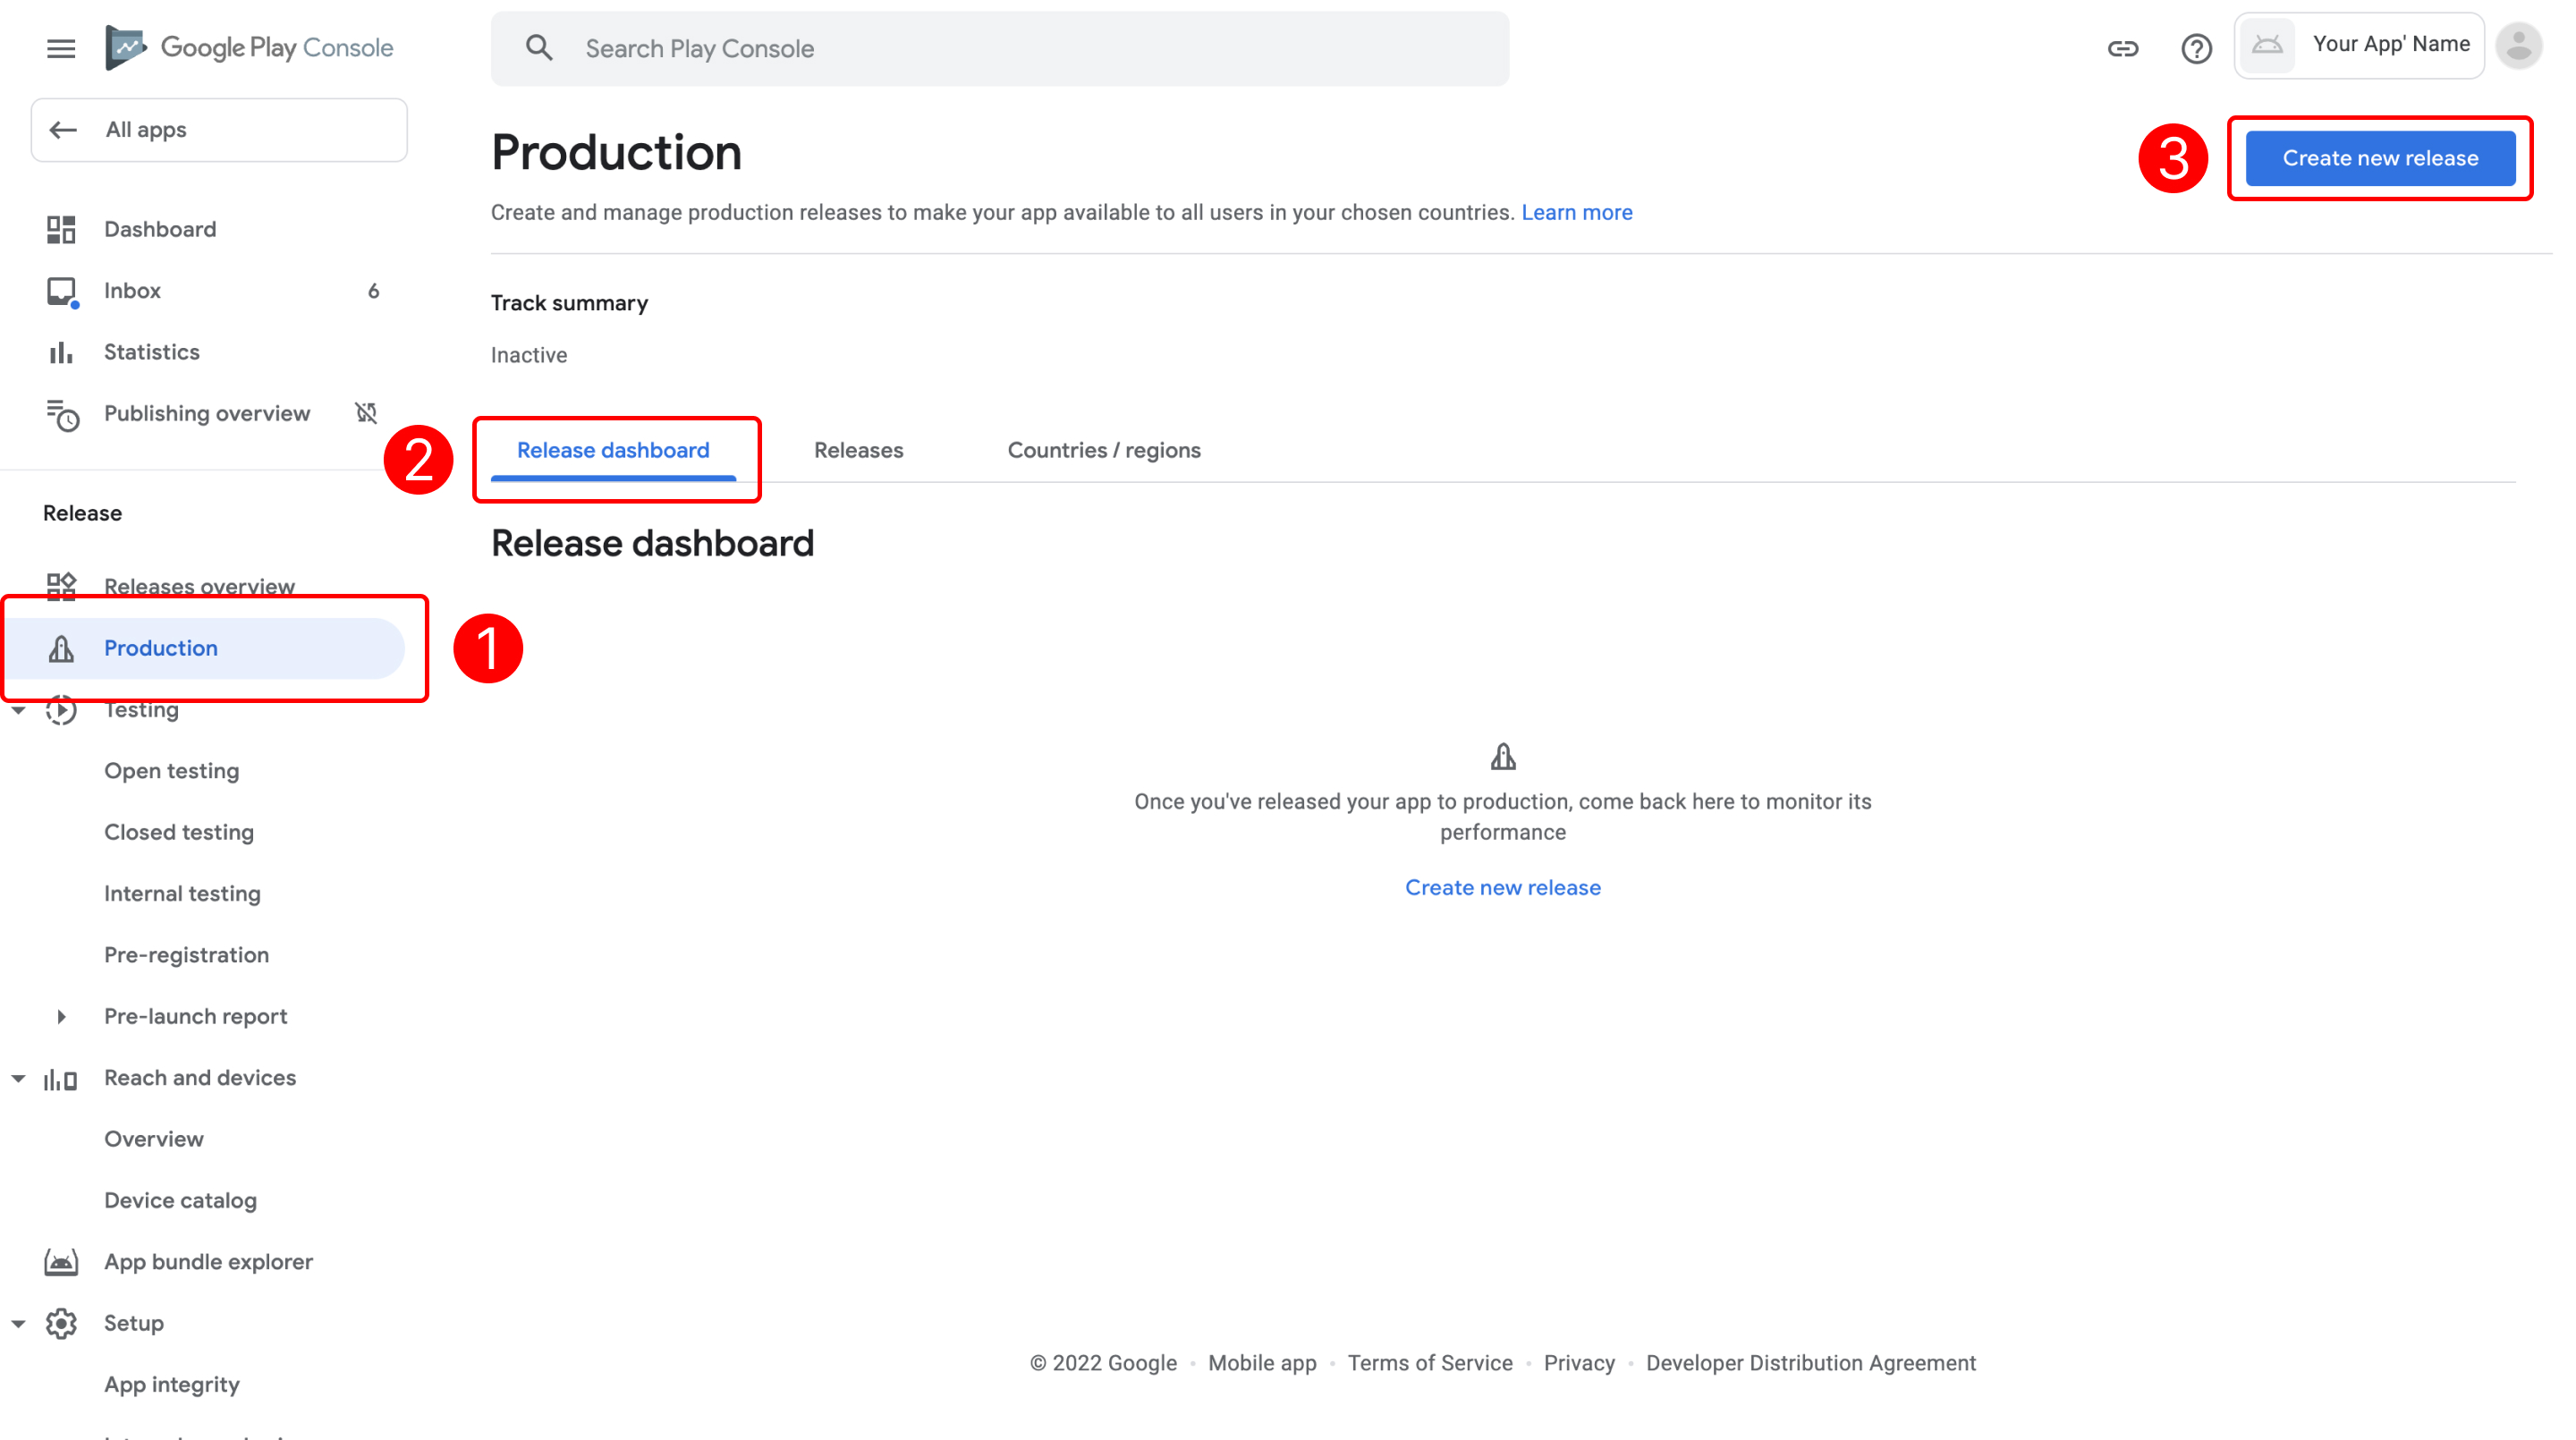 Google Play Console
Search Play Console
Your App' Name
All apps
Production
3
Create new release
Create and manage production releases to make your app available to all users in your chosen countries. Learn more
Dashboard
Inbox 6
Statistics
Publishing overview
Track summary
Inactive
2
Release dashboard
Releases
Countries / regions
Release
Releases overview
Production
1
Testing
Open testing
Closed testing
Internal testing
Pre-registration
Pre-launch report
Reach and devices
Overview
Device catalog
App bundle explorer
Setup
App integrity
Release dashboard
Once you've released your app to production, come back here to monitor its
performance
Create new release
© 2022 Google • Mobile app • Terms of Service • Privacy • Developer Distribution Agreement